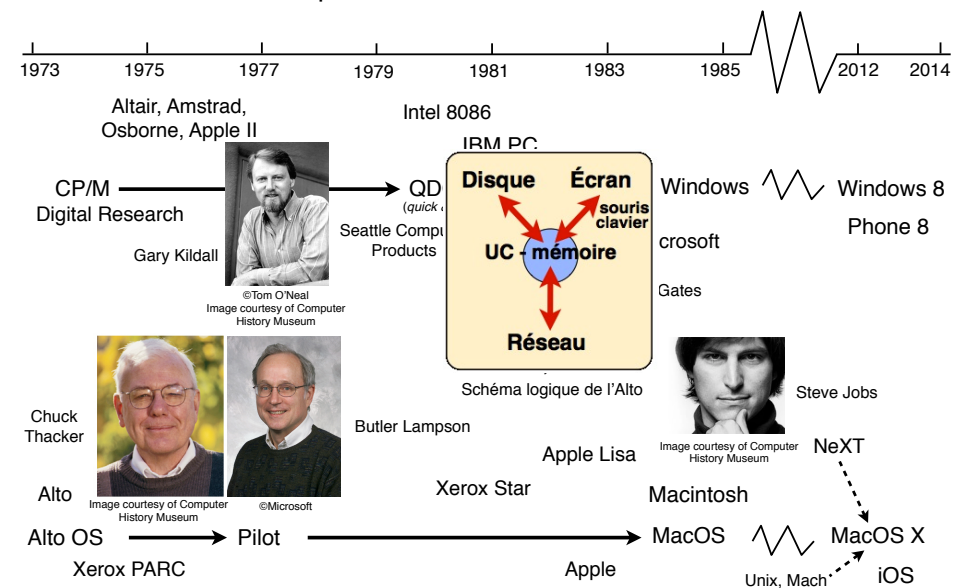 1973
1975
1977
1979
1981
1983
1985
2012
2014
Altair, Amstrad,
Osborne, Apple II
Intel 8086
IBM PC
CP/M
Digital Research
Gary Kildall
©Tom O'Neal
Image courtesy of Computer
History Museum
QD
(quick
Seattle Compu
Products
Disque
Écran
souris
clavier
UC - mémoire
Réseau
Schéma logique de l'Alto
Windows
crosoft
Gates
Windows 8
Phone 8
Chuck
Thacker
Image courtesy of Computer
History Museum
©Microsoft
Butler Lampson
Image courtesy of Computer
History Museum
Steve Jobs
NeXT
Apple Lisa
Xerox Star
Macintosh
Alto
Alto OS
Pilot
MacOS
MacOS X
Xerox PARC
Apple
Unix, Mach
iOS